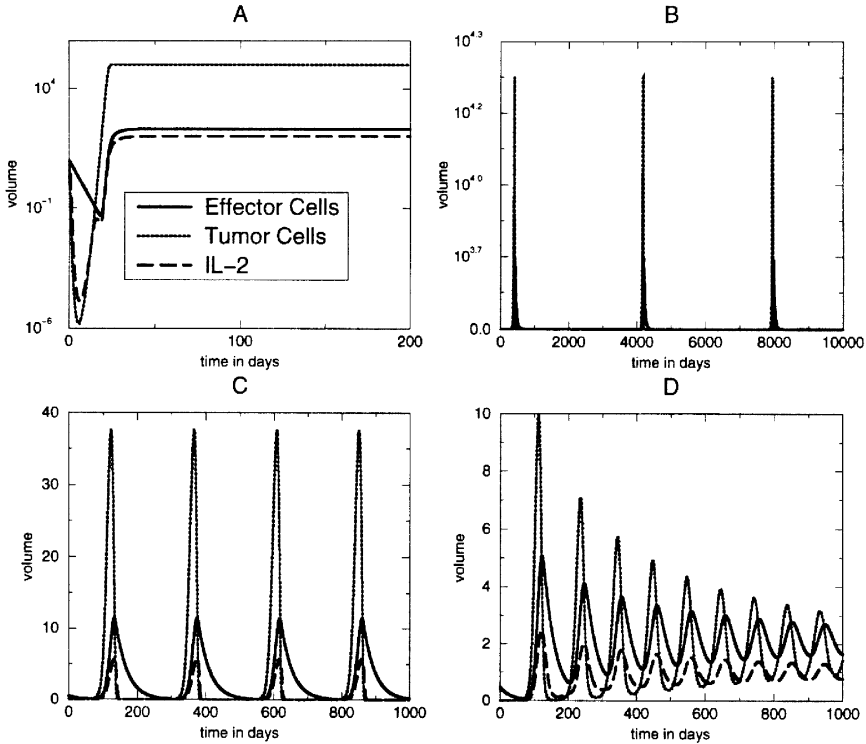 A
volume
10^4
10^-1
10^-6
Effector Cells
Tumor Cells
IL-2
0
100
200
time in days
B
volume
10^4.3
10^4.2
10^4.0
10^3.7
0.0
0
2000
4000
6000
8000
10000
time in days
C
volume
40
30
20
10
0
0
200
400
600
800
1000
time in days
D
volume
10
8
6
4
2
0
0
200
400
600
800
1000
time in days